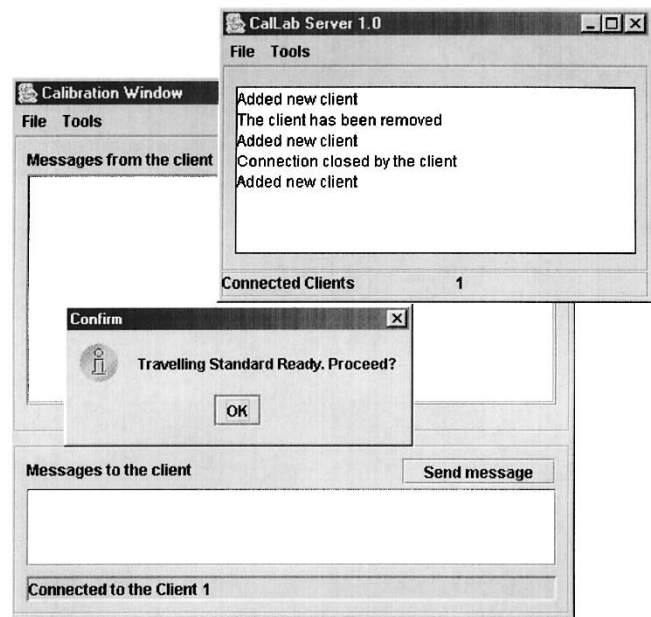 CalLab Server 1.0
File Tools
Added new client
The client has been removed
Added new client
Connection closed by the client
Added new client
Connected Clients 1
Calibration Window
File Tools
Messages from the client
Confirm
Travelling Standard Ready. Proceed?
OK
Messages to the client
Send message
Connected to the Client 1